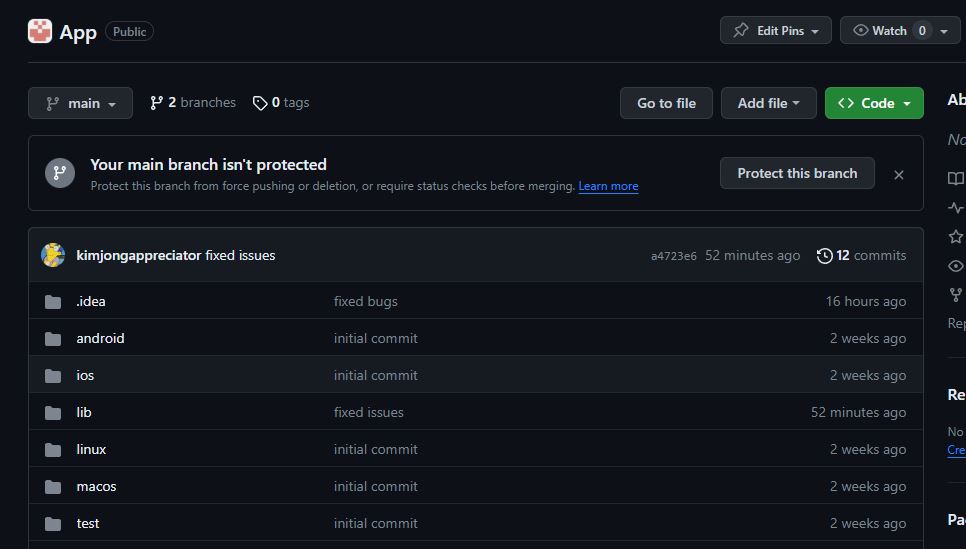 App Public Edit Pins Watch 0
main 2 branches 0 tags Go to file Add file Code
Your main branch isn't protected
Protect this branch from force pushing or deletion, or require status checks before merging. Learn more
Protect this branch
kimjongappreciator fixed issues a4723e6 52 minutes ago 12 commits
.idea fixed bugs 16 hours ago
android initial commit 2 weeks ago
ios initial commit 2 weeks ago
lib fixed issues 52 minutes ago
linux initial commit 2 weeks ago
macos initial commit 2 weeks ago
test initial commit 2 weeks ago
Ab
No
Rep
Re
No
Cre
Pa